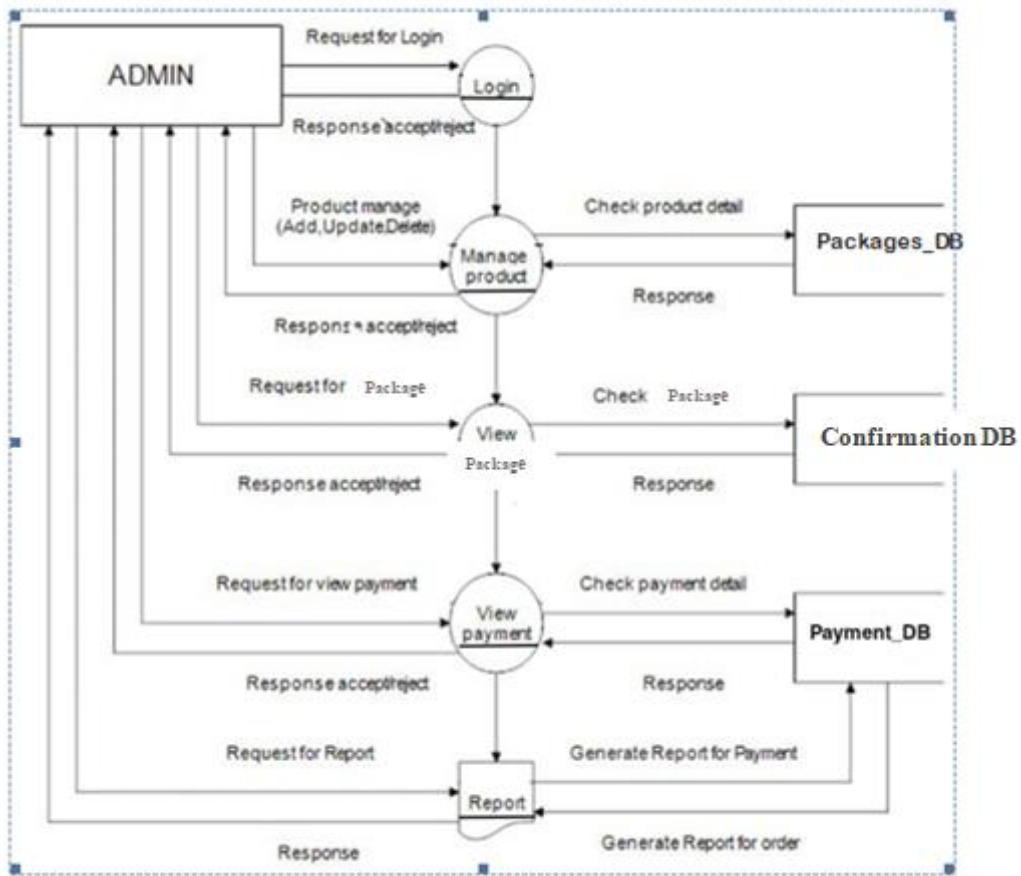 Request for Login
ADMIN
Login
Response accept/reject
Product manage
(Add,Update,Delete)
Check product detail
Packages_DB
Manage
product
Response
Response accept/reject
Request for Package
Check Package
View
Package
Confirmation DB
Response accept/reject
Response
Request for view payment
Check payment detail
View
payment
Payment_DB
Response accept/reject
Response
Request for Report
Generate Report for Payment
Report
Generate Report for order
Response